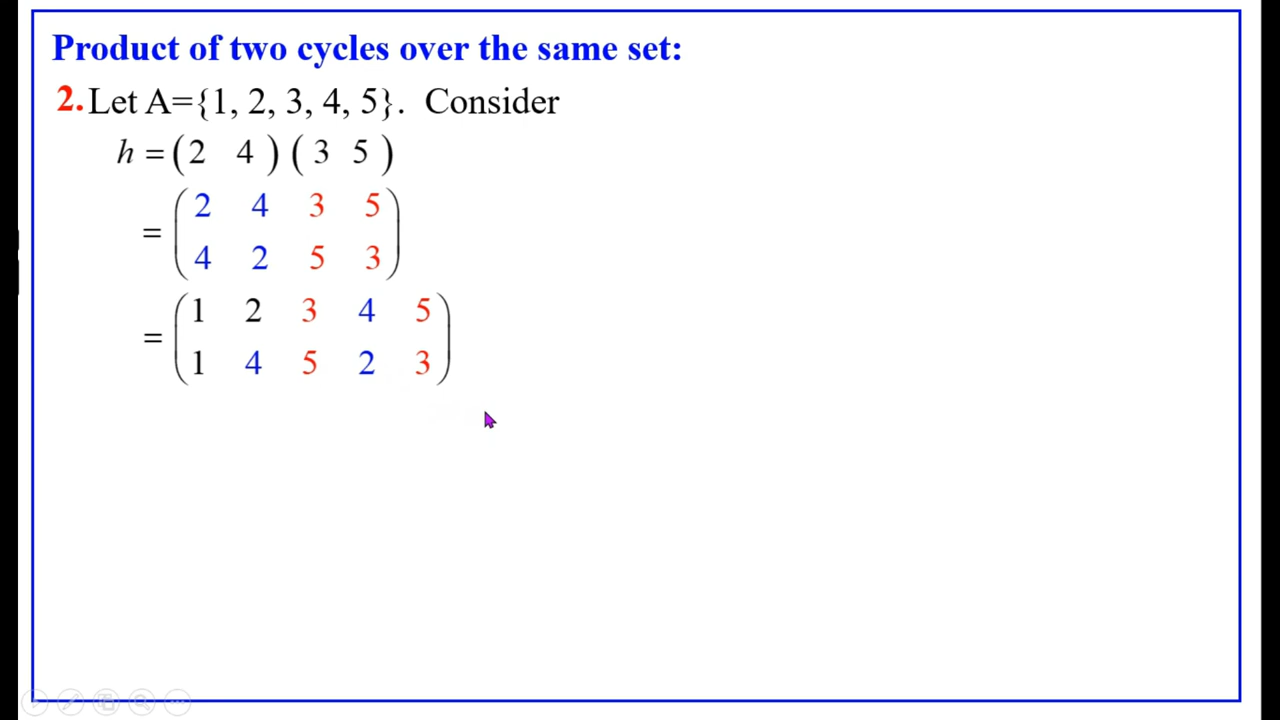 Product of two cycles over the same set:
2. Let A={1, 2, 3, 4, 5}. Consider
h = (2 4)(3 5)
= (2 4 3 5
4 2 5 3)
= (1 2 3 4 5
1 4 5 2 3)